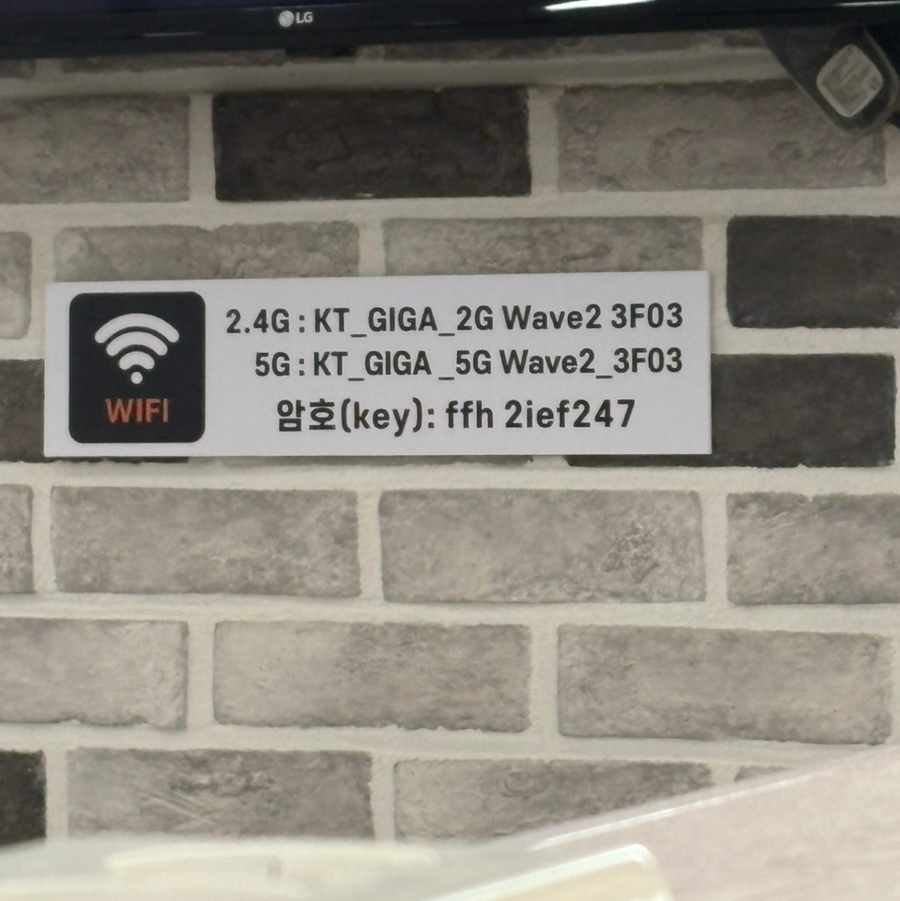 LG
2.4G : KT_GIGA_2G Wave2 3F03
5G : KT_GIGA _5G Wave2_3F03
암호(key): ffh 2ief247
WIFI